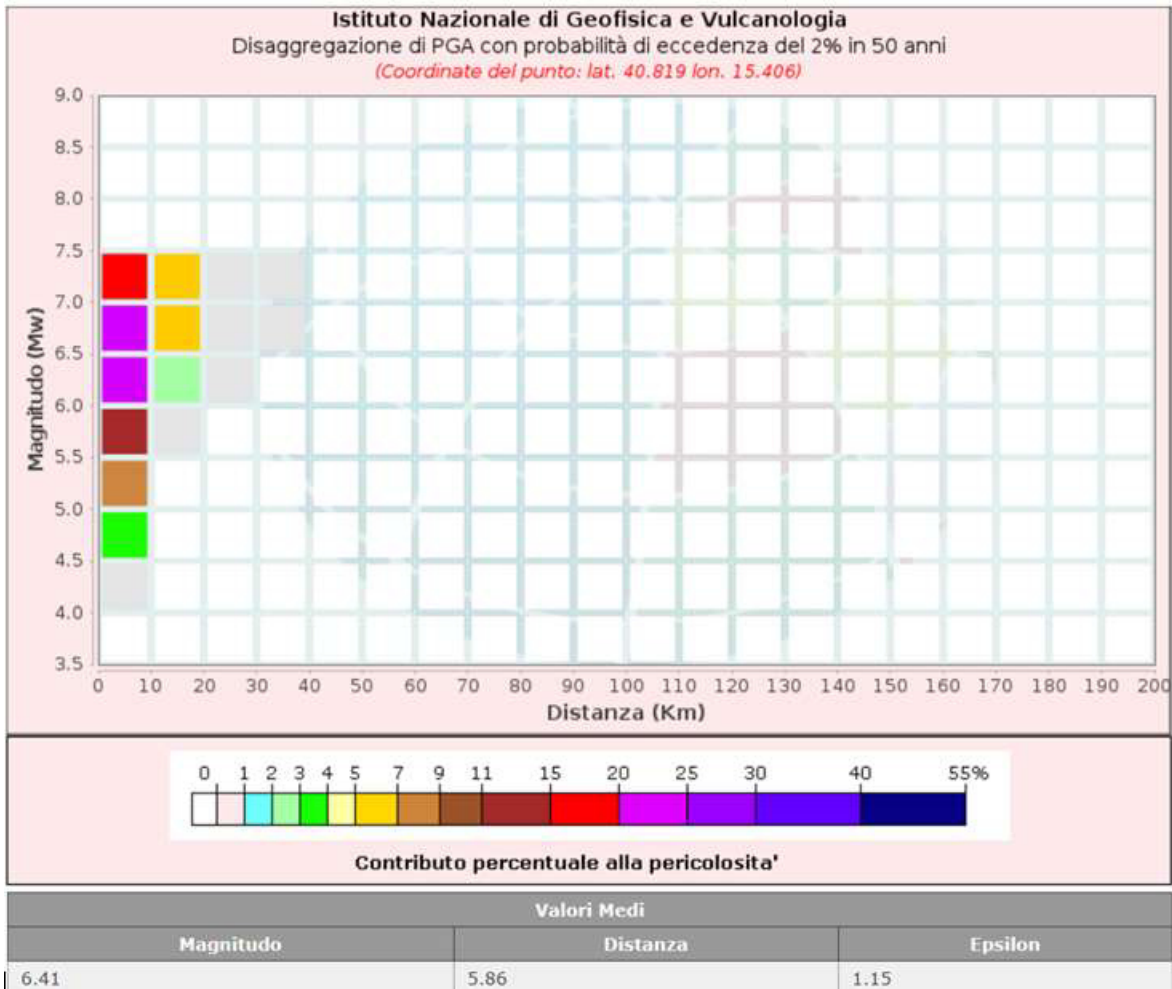 Istituto Nazionale di Geofisica e Vulcanologia
Disaggregazione di PGA con probabilità di eccedenza del 2% in 50 anni
(Coordinate del punto: lat. 40.819 lon. 15.406)
9.0
8.5
8.0
7.5
7.0
6.5
6.0
5.5
5.0
4.5
4.0
3.5
Magnitudo (Mw)
0 10 20 30 40 50 60 70 80 90 100 110 120 130 140 150 160 170 180 190 200
Distanza (Km)
0 1 2 3 4 5 7 9 11 15 20 25 30 40 55%
Contributo percentuale alla pericolosita'
Valori Medi
Magnitudo Distanza Epsilon
6.41 5.86 1.15